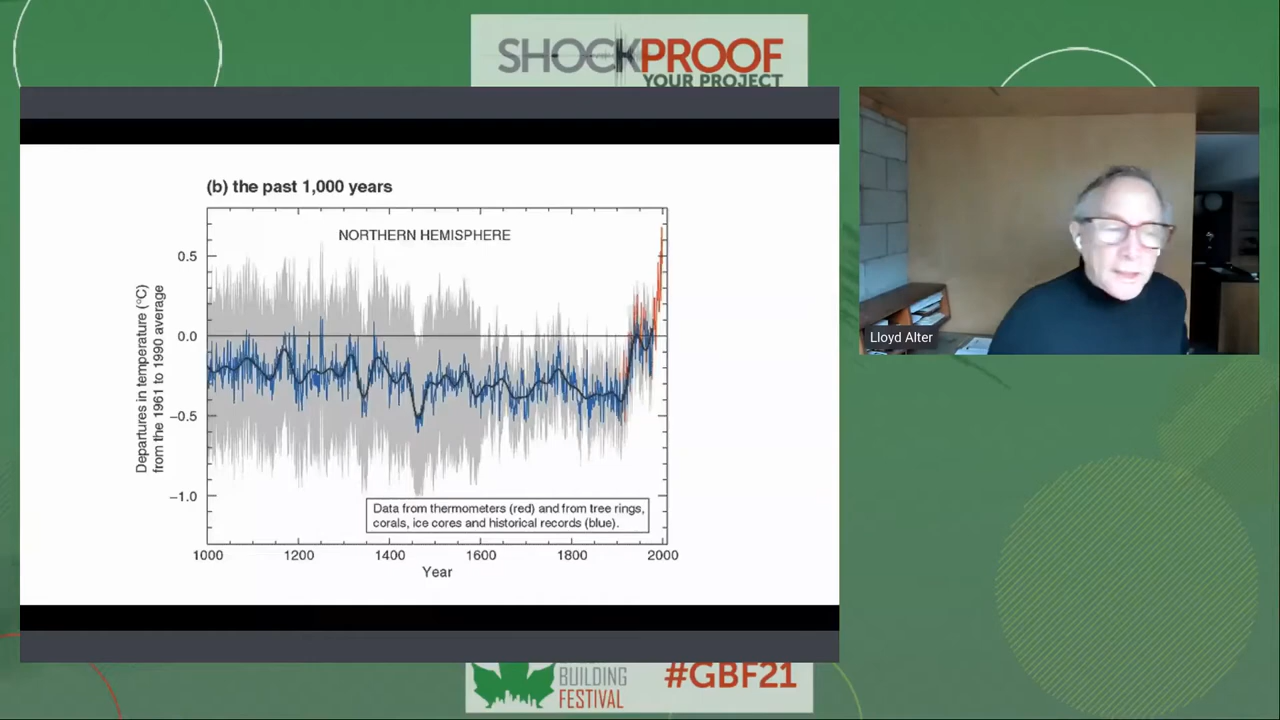 SHOCKPROOF
YOUR PROJECT
(b) the past 1,000 years
NORTHERN HEMISPHERE
Departures in temperature (°C)
from the 1961 to 1990 average
0.5
0.0
−0.5
−1.0
Data from thermometers (red) and from tree rings,
corals, ice cores and historical records (blue).
1000 1200 1400 1600 1800 2000
Year
Lloyd Alter
BUILDING
FESTIVAL
#GBF21